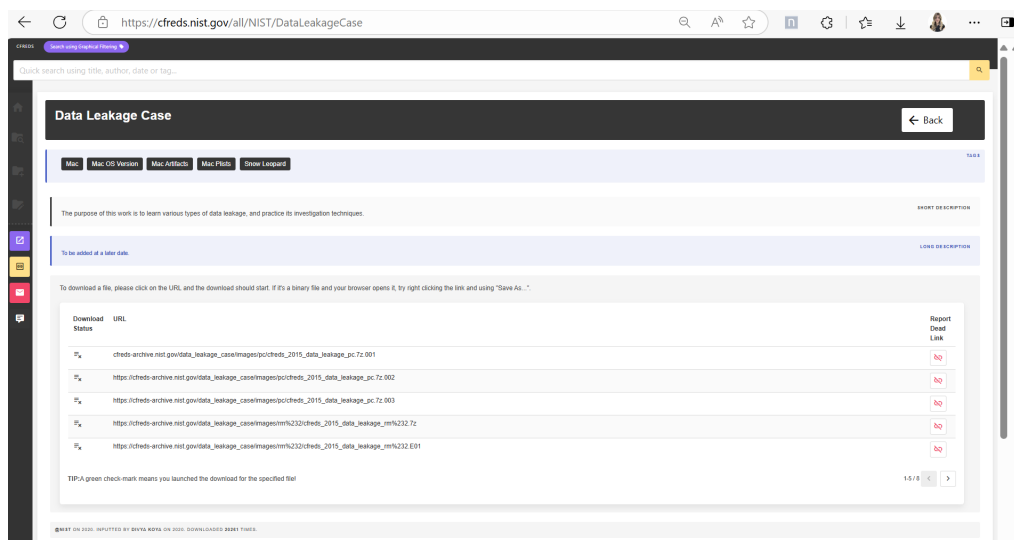 https://cfreds.nist.gov/all/NIST/DataLeakageCase
CFREDS Search using Graphical Filtering
Quick search using title, author, date or tag...
Data Leakage Case
Back
TAGS
Mac Mac OS Version Mac Artifacts Mac Plists Snow Leopard
SHORT DESCRIPTION
The purpose of this work is to learn various types of data leakage, and practice its investigation techniques.
LONG DESCRIPTION
To be added at a later date.
To download a file, please click on the URL and the download should start. If it's a binary file and your browser opens it, try right clicking the link and using "Save As...".
Download Status URL Report Dead Link
cfreds-archive.nist.gov/data_leakage_case/images/pc/cfreds_2015_data_leakage_pc.7z.001
https://cfreds-archive.nist.gov/data_leakage_case/images/pc/cfreds_2015_data_leakage_pc.7z.002
https://cfreds-archive.nist.gov/data_leakage_case/images/pc/cfreds_2015_data_leakage_pc.7z.003
https://cfreds-archive.nist.gov/data_leakage_case/images/rm%232/cfreds_2015_data_leakage_rm%232.7z
https://cfreds-archive.nist.gov/data_leakage_case/images/rm%232/cfreds_2015_data_leakage_rm%232.E01
TIP:A green check-mark means you launched the download for the specified file!
1-5 / 8
@NIST ON 2020. INPUTTED BY DIVYA KOYA ON 2020. DOWNLOADED 20261 TIMES.